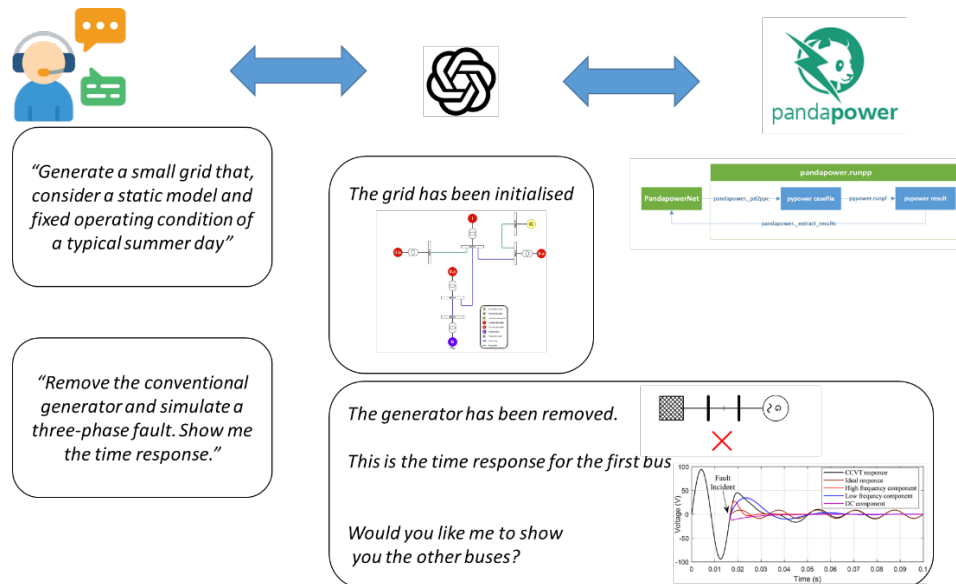 pandapower
“Generate a small grid that,
consider a static model and
fixed operating condition of
a typical summer day”
The grid has been initialised
pandapower.runpp
PandapowerNet
pandapower._pd2ppc
pypower casefile
pypower.runpf
pypower result
pandapower._extract_results
“Remove the conventional
generator and simulate a
three-phase fault. Show me
the time response.”
The generator has been removed.
G
This is the time response for the first bus
Would you like me to show
you the other buses?
Voltage (V)
100
50
0
-50
-100
Fault
Incident
CCVT response
Ideal response
High frequency component
Low frequency component
DC component
0 0.01 0.02 0.03 0.04 0.05 0.06 0.07 0.08 0.09 0.1
Time (s)